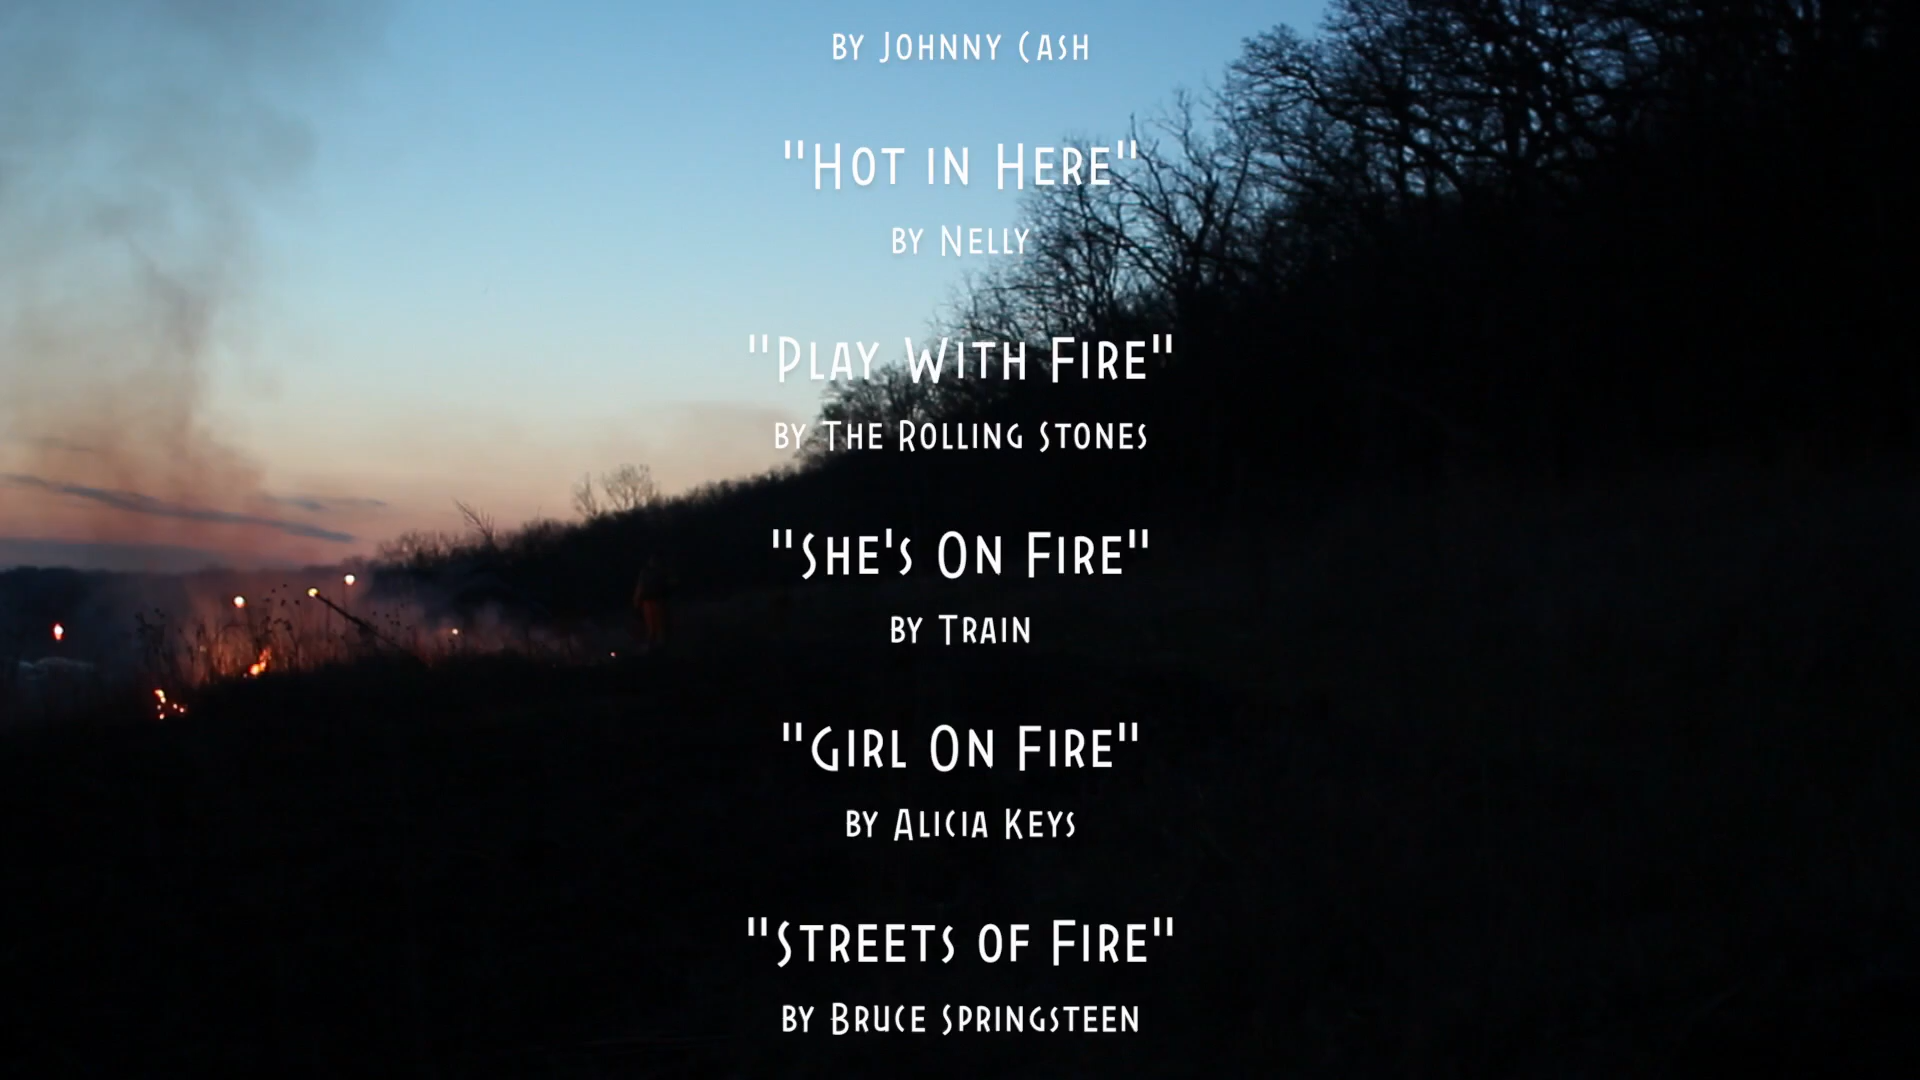 by Johnny Cash
"Hot in Here"
by Nelly
"Play With Fire"
by The Rolling Stones
"She's On Fire"
by Train
"Girl On Fire"
by Alicia Keys
"Streets of Fire"
by Bruce Springsteen